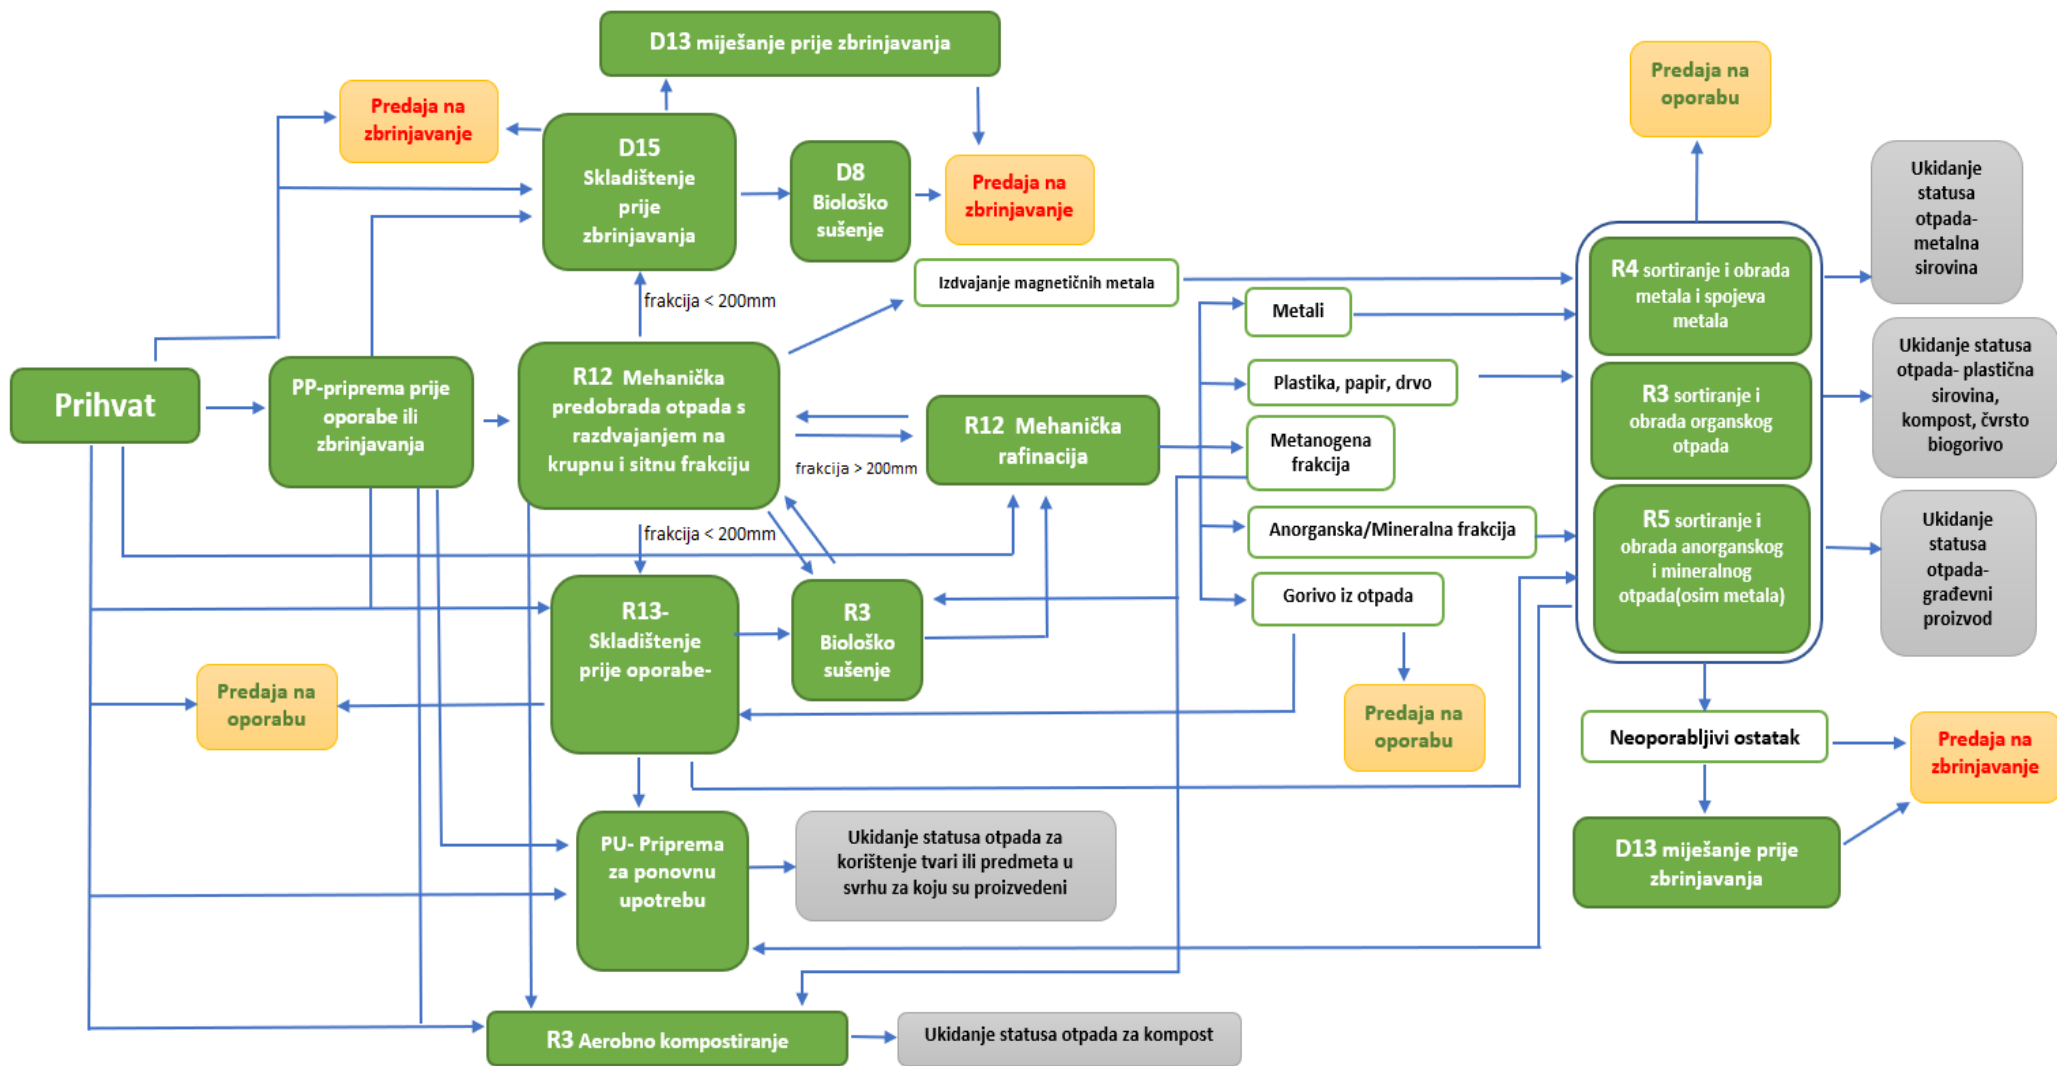 D13 miješanje prije zbrinjavanja
Predaja na
zbrinjavanje
D15
Skladištenje
prije
zbrinjavanja
D8
Biološko
sušenje
Predaja na
zbrinjavanje
Predaja na
oporabu
Ukidanje
statusa
otpada-
metalna
sirovina
frakcija < 200mm
Izdvajanje magnetičnih metala
Metali
R4 sortiranje i obrada
metala i spojeva
metala
Prihvat
PP-priprema prije
oporabe ili
zbrinjavanja
R12 Mehanička
predobrada otpada s
razdvajanjem na
krupnu i sitnu frakciju
R12 Mehanička
rafinacija
frakcija > 200mm
Plastika, papir, drvo
Metanogena
frakcija
R3 sortiranje i
obrada organskog
otpada
Ukidanje statusa
otpada- plastična
sirovina,
kompost, čvrsto
biogorivo
frakcija < 200mm
Anorganska/Mineralna frakcija
R5 sortiranje i
obrada anorganskog
i mineralnog
otpada(osim metala)
Ukidanje
statusa
otpada-
građevni
proizvod
R13-
Skladištenje
prije oporabe-
R3
Biološko
sušenje
Gorivo iz otpada
Predaja na
oporabu
Predaja na
oporabu
Neoporabljivi ostatak
Predaja na
zbrinjavanje
PU- Priprema
za ponovnu
upotrebu
Ukidanje statusa otpada za
korištenje tvari ili predmeta u
svrhu za koju su proizvedeni
D13 miješanje prije
zbrinjavanja
R3 Aerobno kompostiranje
Ukidanje statusa otpada za kompost